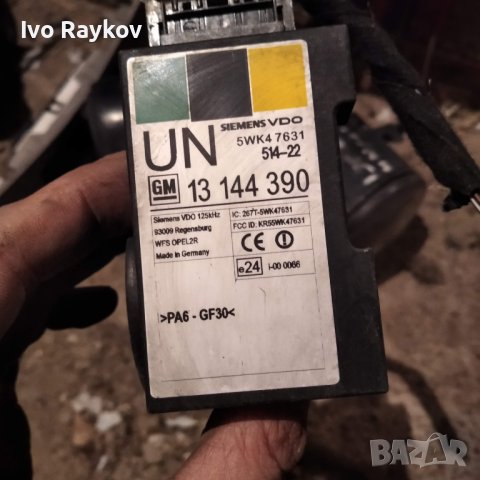 Ivo Raykov
SIEMENS VDO
UN
5WK4 7631
514-22
GM 13 144 390
Siemens VDO 125kHz
93009 Regensburg
WFS OPEL2R
Made in Germany
IC: 267T-5WK47631
FCC ID: KR55WK47631
CE
e24 i-00 0066
>PA6 - GF30<
BAZAR